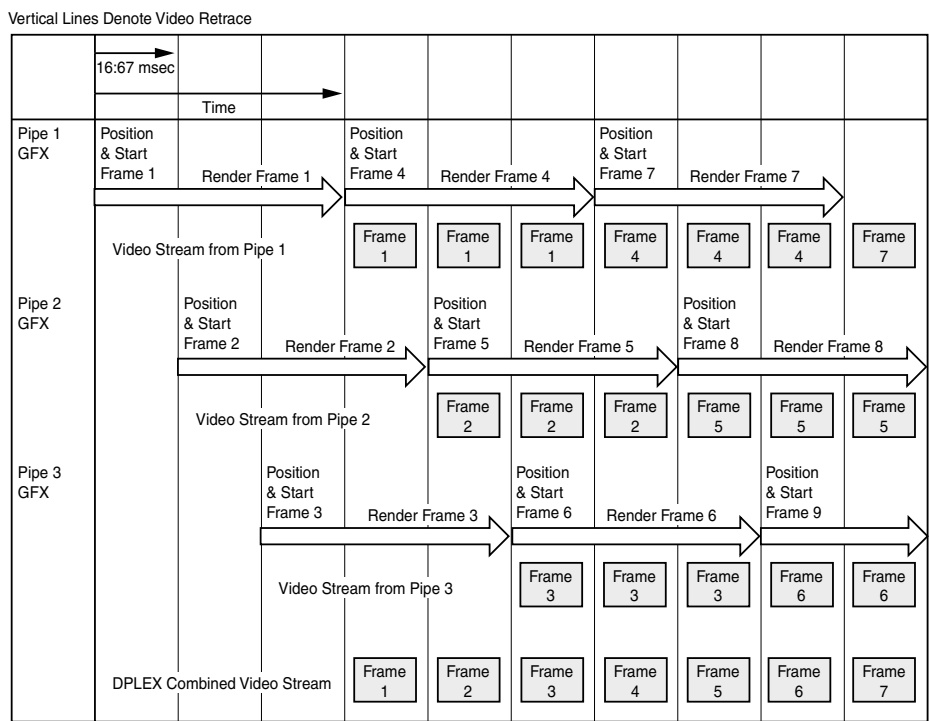 Vertical Lines Denote Video Retrace
16:67 msec
Time
Pipe 1
GFX
Position
& Start
Frame 1
Render Frame 1
Position
& Start
Frame 4
Render Frame 4
Position
& Start
Frame 7
Render Frame 7
Video Stream from Pipe 1
Frame
1
Frame
1
Frame
1
Frame
4
Frame
4
Frame
4
Frame
7
Pipe 2
GFX
Position
& Start
Frame 2
Render Frame 2
Position
& Start
Frame 5
Render Frame 5
Position
& Start
Frame 8
Render Frame 8
Video Stream from Pipe 2
Frame
2
Frame
2
Frame
2
Frame
5
Frame
5
Frame
5
Pipe 3
GFX
Position
& Start
Frame 3
Render Frame 3
Position
& Start
Frame 6
Render Frame 6
Position
& Start
Frame 9
Video Stream from Pipe 3
Frame
3
Frame
3
Frame
3
Frame
6
Frame
6
DPLEX Combined Video Stream
Frame
1
Frame
2
Frame
3
Frame
4
Frame
5
Frame
6
Frame
7